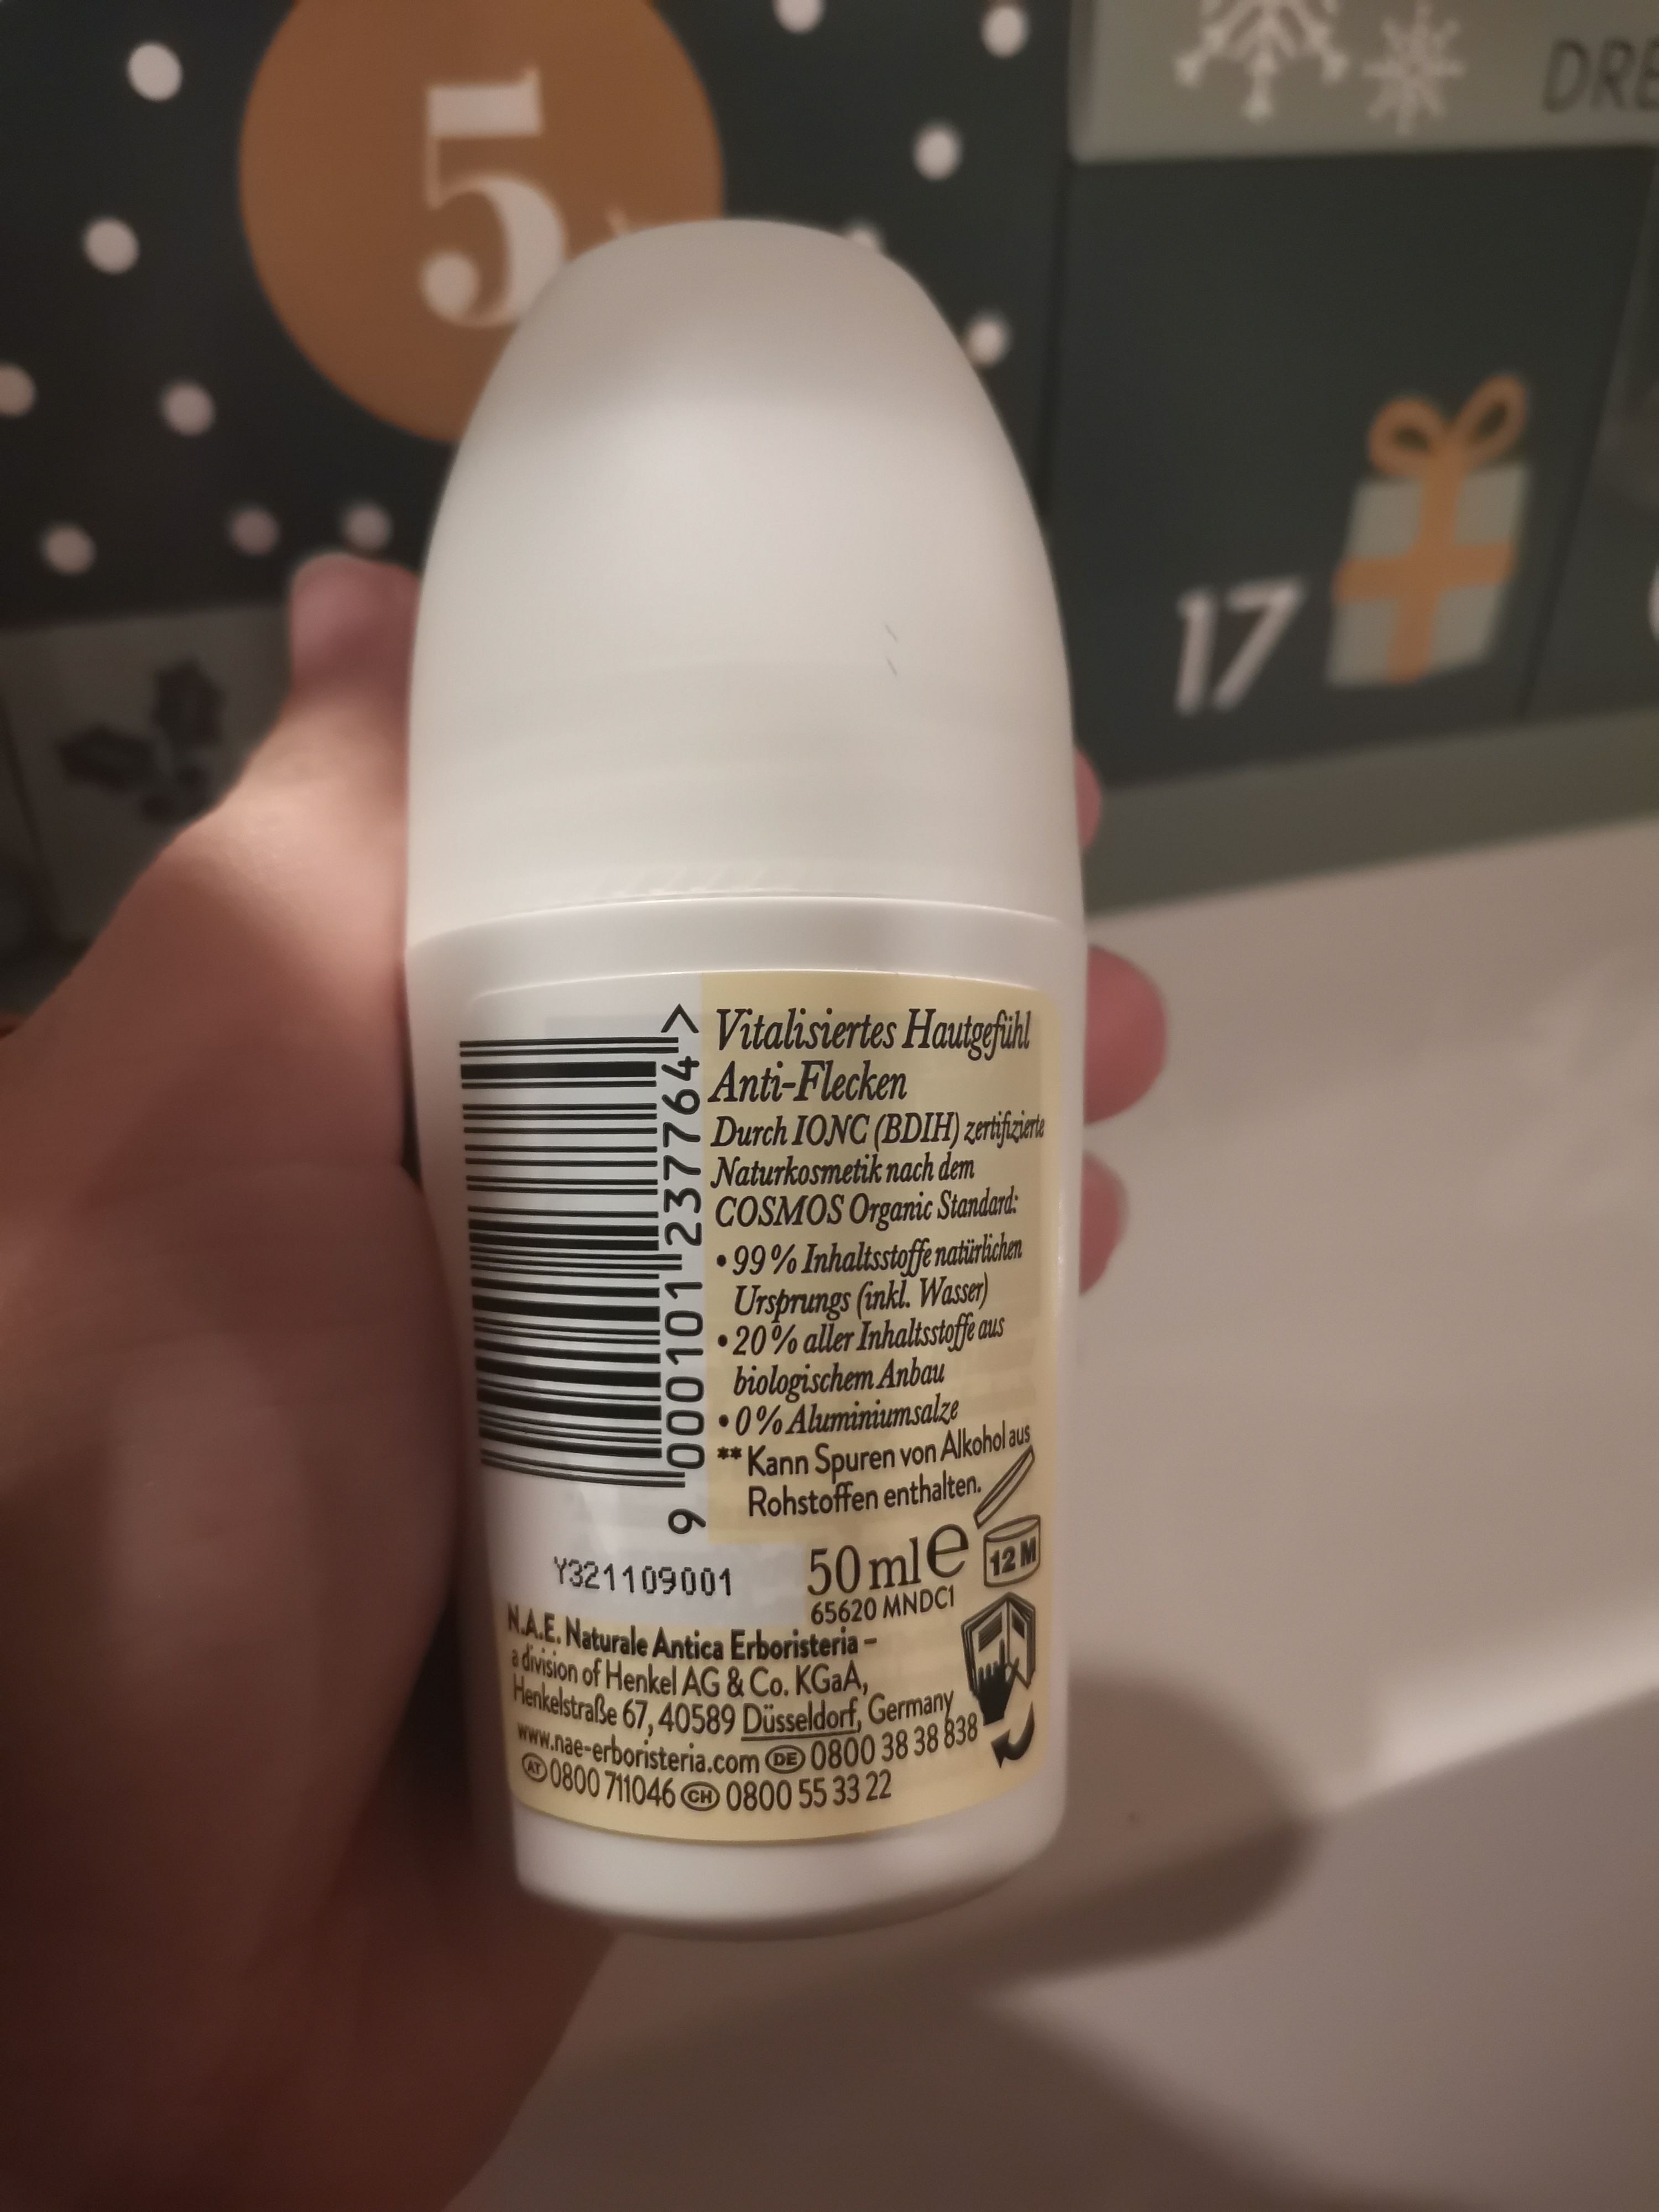 5
DRE
17
Vitalisiertes Hautgefühl
Anti-Flecken
Durch IONC (BDIH) zertifizierte
Naturkosmetik nach dem
COSMOS Organic Standard:
• 99% Inhaltsstoffe natürlichen
Ursprungs (inkl. Wasser)
• 20% aller Inhaltsstoffe aus
biologischem Anbau
• 0% Aluminiumsalze
** Kann Spuren von Alkohol aus
Rohstoffen enthalten.
9 000101 237764 >
Y321109001
50 ml e
12 M
65620 MNDC1
N.A.E. Naturale Antica Erboristeria –
a division of Henkel AG & Co. KGaA,
Henkelstraße 67, 40589 Düsseldorf, Germany
www.nae-erboristeria.com DE 0800 38 38 838
AT 0800 711046 CH 0800 55 33 22